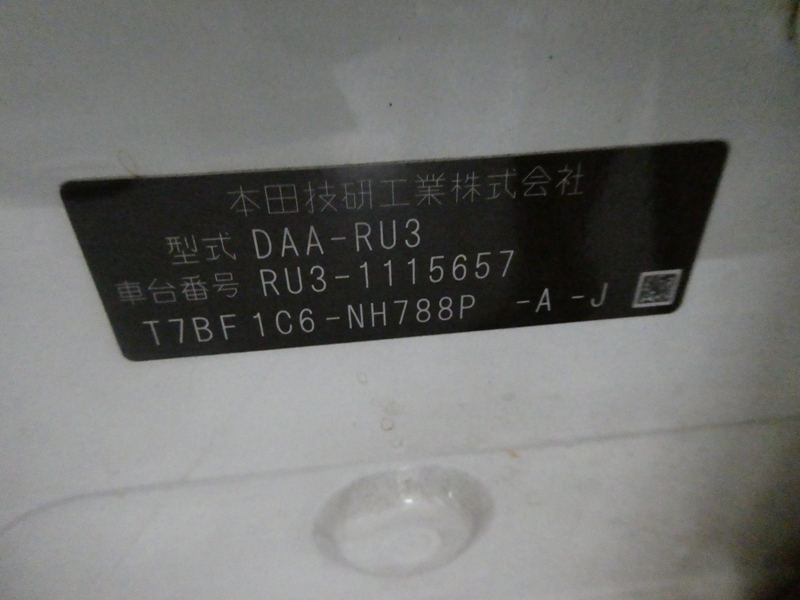 本田技研工業株式会社
型式 DAA-RU3
車台番号 RU3-1115657
T7BF1C6-NH788P -A -J